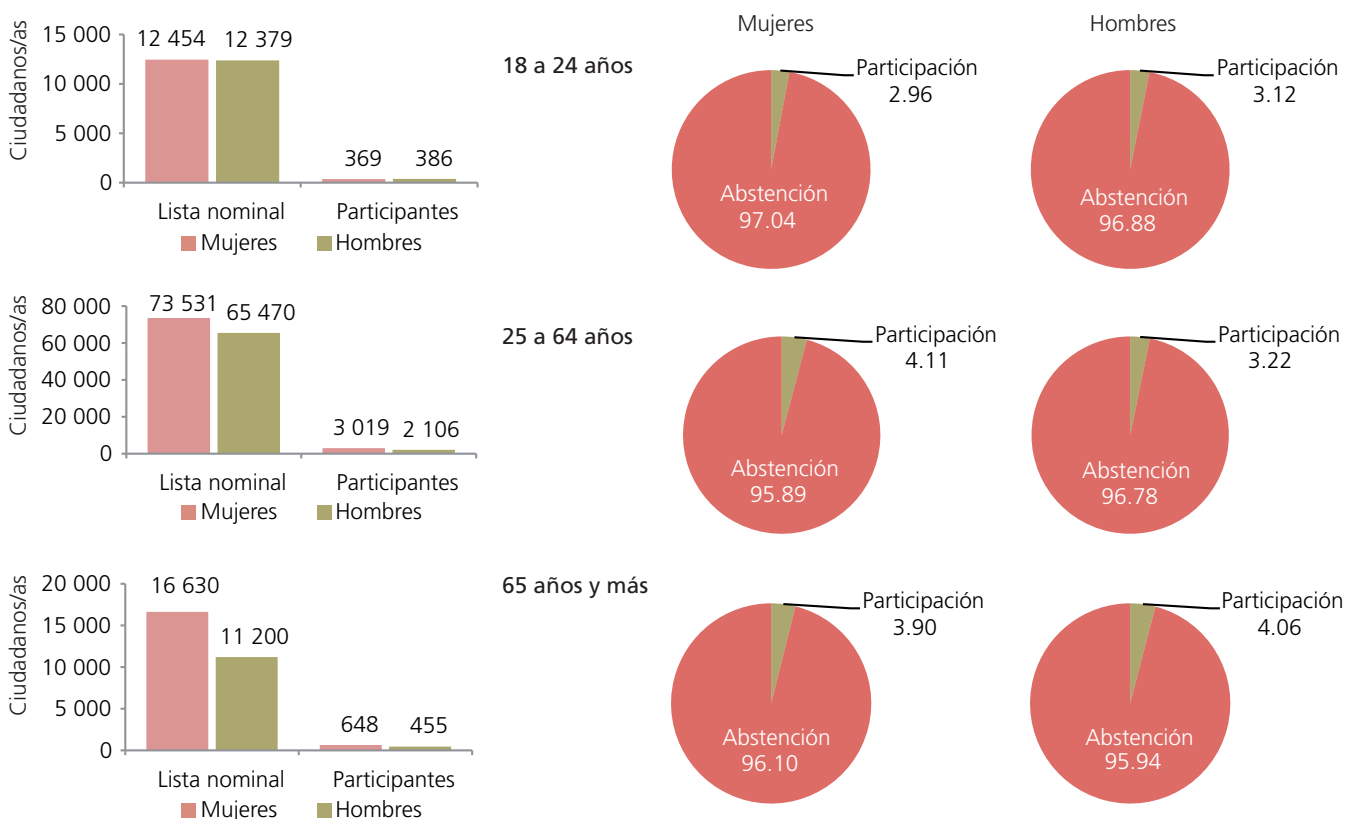 Mujeres
Hombres
Ciudadanos/as
15 000
10 000
5 000
0
12 454
12 379
369
386
Lista nominal
Participantes
Mujeres
Hombres
18 a 24 años
Participación
2.96
Abstención
97.04
Participación
3.12
Abstención
96.88
Ciudadanos/as
80 000
60 000
40 000
20 000
0
73 531
65 470
3 019
2 106
Lista nominal
Participantes
Mujeres
Hombres
25 a 64 años
Participación
4.11
Abstención
95.89
Participación
3.22
Abstención
96.78
Ciudadanos/as
20 000
15 000
10 000
5 000
0
16 630
11 200
648
455
Lista nominal
Participantes
Mujeres
Hombres
65 años y más
Participación
3.90
Abstención
96.10
Participación
4.06
Abstención
95.94